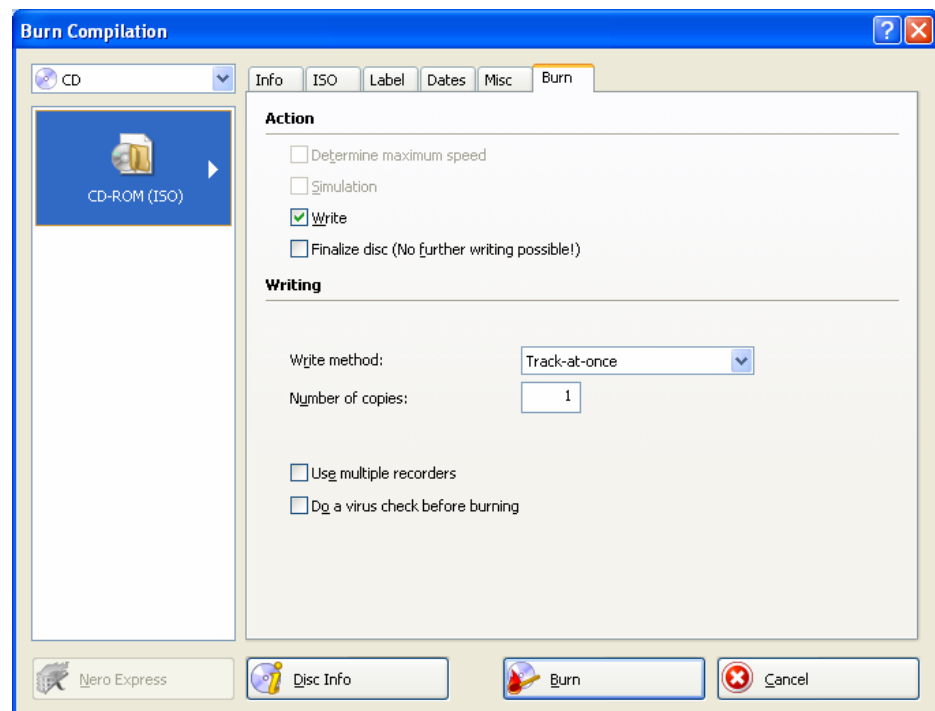 Burn Compilation
CD
CD-ROM (ISO)
Info ISO Label Dates Misc Burn
Action
Determine maximum speed
Simulation
Write
Finalize disc (No further writing possible!)
Writing
Write method: Track-at-once
Number of copies: 1
Use multiple recorders
Do a virus check before burning
Nero Express Disc Info Burn Cancel